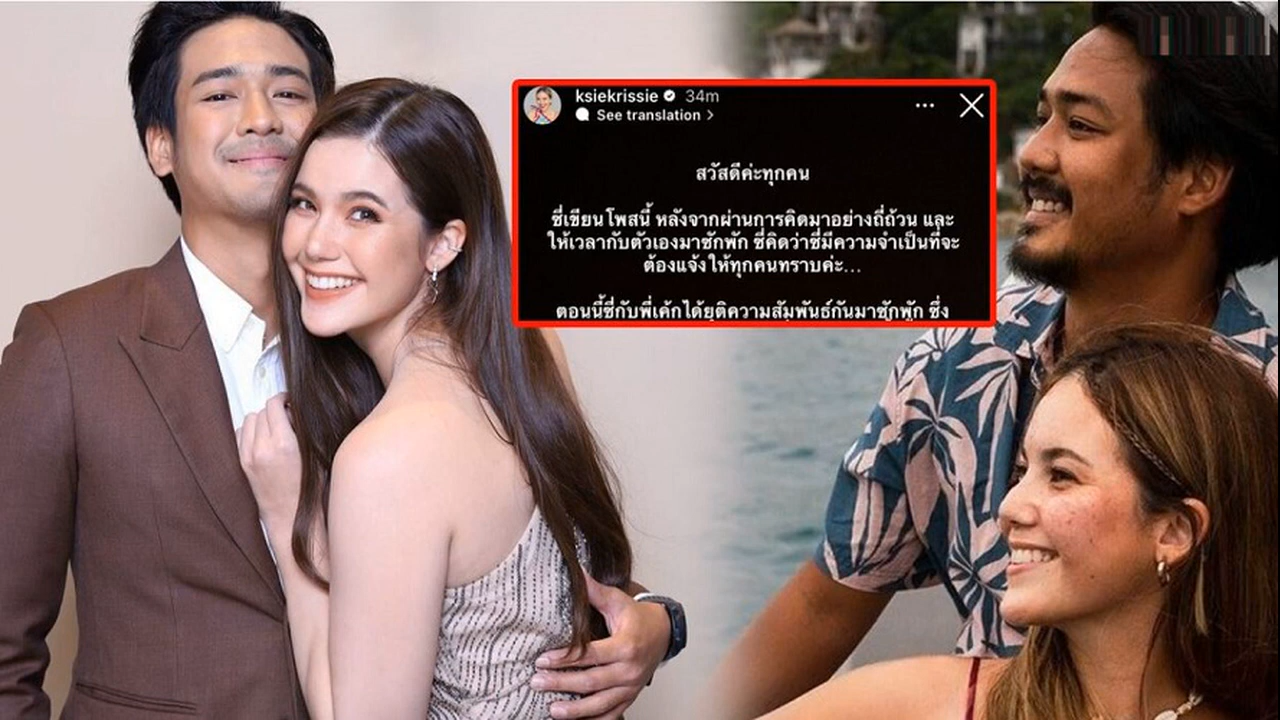 ksiekrissie 34m
See translation >
สวัสดีค่ะทุกคน
ซี่เขียนโพสนี้ หลังจากผ่านการคิดมาอย่างถี่ถ้วน และ
ให้เวลากับตัวเองมาซักพัก ซี่คิดว่าซี่มีความจำเป็นที่จะ
ต้องแจ้งให้ทุกคนทราบค่ะ...
ตอนนี้ซี่กับพี่เค้กได้ยุติความสัมพันธ์กันมาซักพัก ซึ่ง